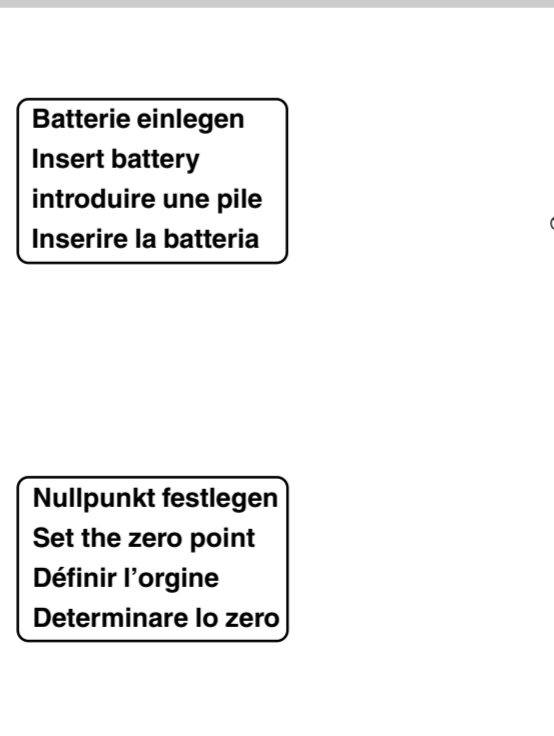 Batterie einlegen
Insert battery
introduire une pile
Inserire la batteria
Nullpunkt festlegen
Set the zero point
Définir l’orgine
Determinare lo zero